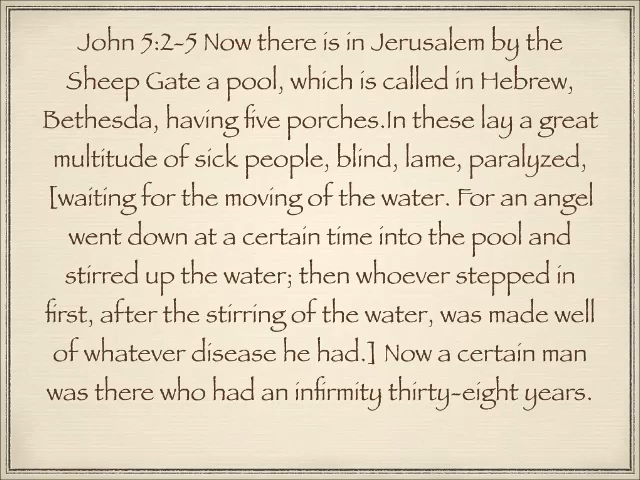 John 5:2-5 Now there is in Jerusalem by the
Sheep Gate a pool, which is called in Hebrew,
Bethesda, having five porches.In these lay a great
multitude of sick people, blind, lame, paralyzed,
[waiting for the moving of the water. For an angel
went down at a certain time into the pool and
stirred up the water; then whoever stepped in
first, after the stirring of the water, was made well
of whatever disease he had.] Now a certain man
was there who had an infirmity thirty-eight years.